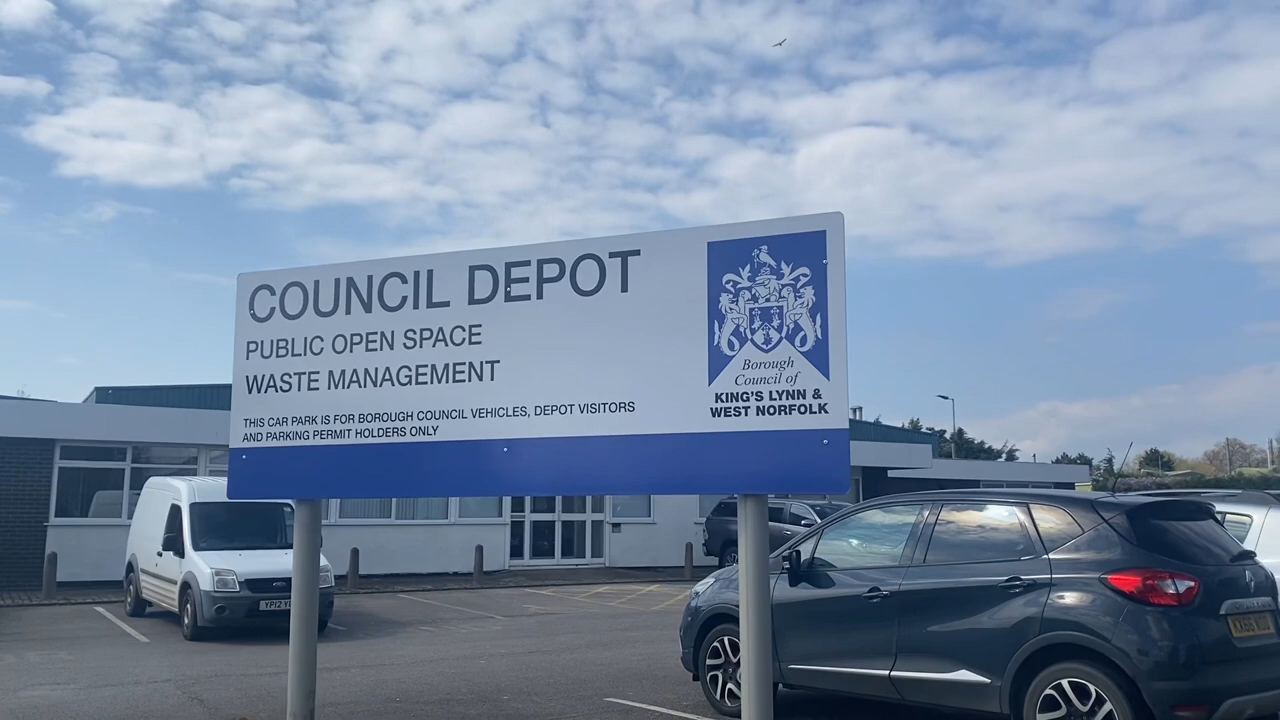 COUNCIL DEPOT
PUBLIC OPEN SPACE
WASTE MANAGEMENT
THIS CAR PARK IS FOR BOROUGH COUNCIL VEHICLES, DEPOT VISITORS
AND PARKING PERMIT HOLDERS ONLY
Borough
Council of
KING'S LYNN &
WEST NORFOLK